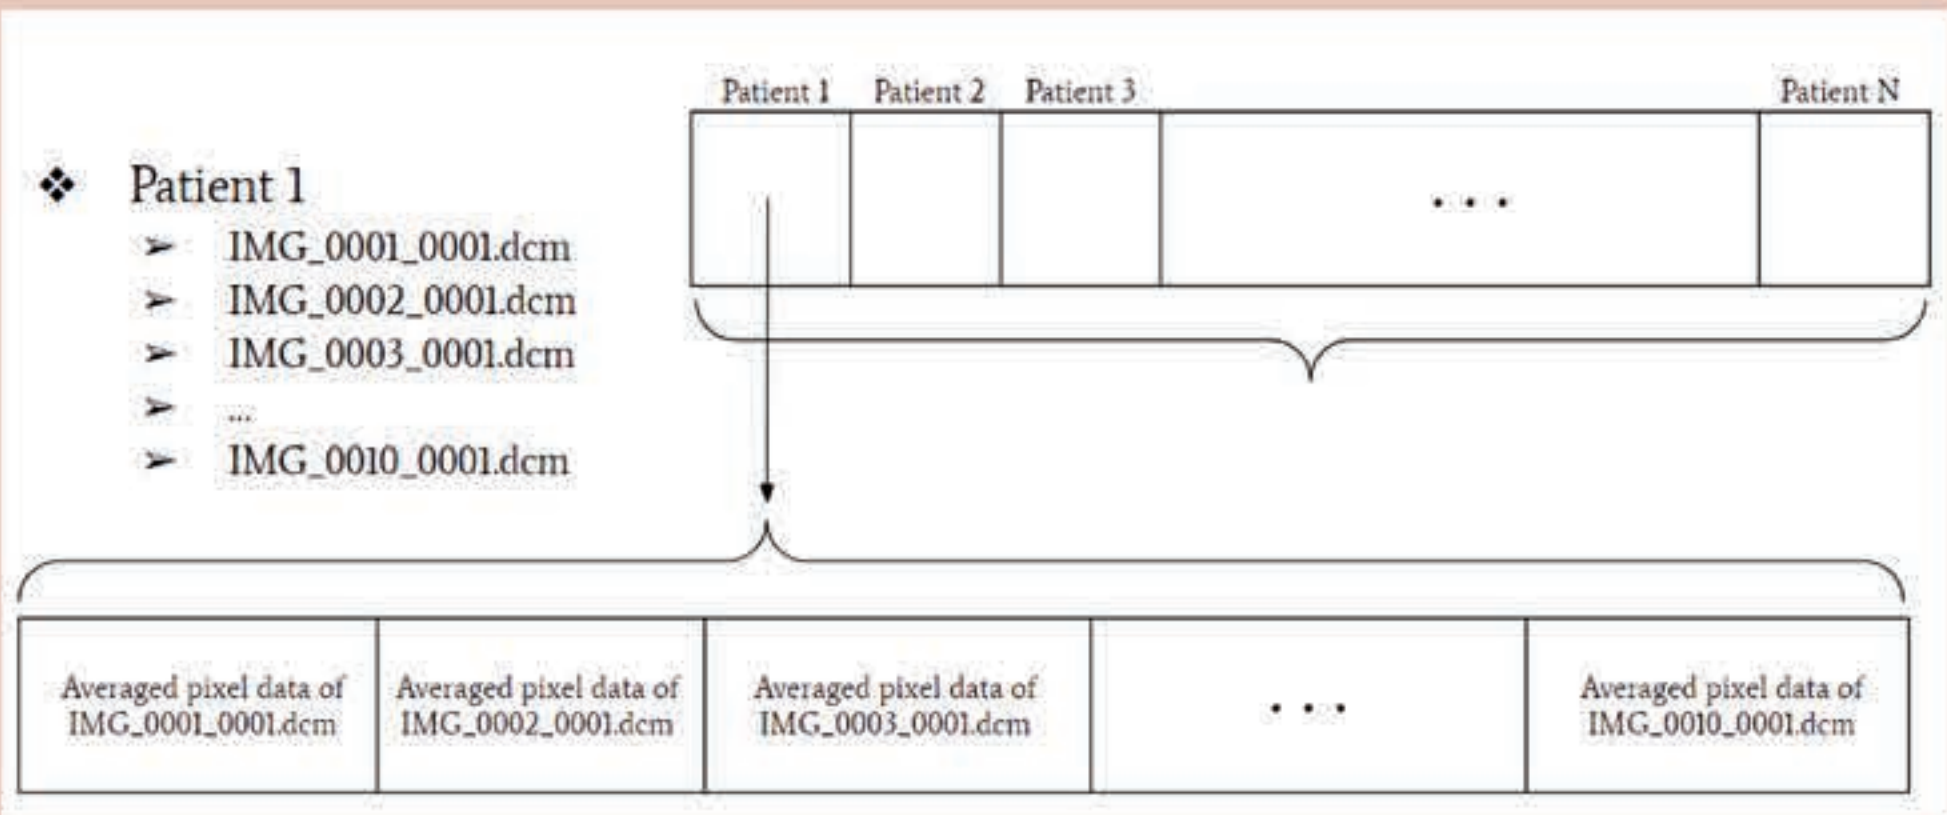 Patient 1 Patient 2 Patient 3 Patient N
❖ Patient 1
➢ IMG_0001_0001.dcm
➢ IMG_0002_0001.dcm
➢ IMG_0003_0001.dcm
➢ ...
➢ IMG_0010_0001.dcm
. . .
Averaged pixel data of
IMG_0001_0001.dcm
Averaged pixel data of
IMG_0002_0001.dcm
Averaged pixel data of
IMG_0003_0001.dcm
. . .
Averaged pixel data of
IMG_0010_0001.dcm